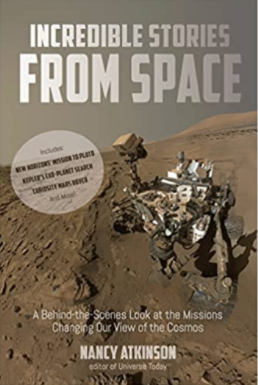 INCREDIBLE STORIES
FROM SPACE
Includes:
NEW HORIZONS' MISSION TO PLUTO
KEPLER'S EXO-PLANET SEARCH
CURIOSITY MARS ROVER
And More!
A Behind-the-Scenes Look at the Missions
Changing Our View of the Cosmos
NANCY ATKINSON
editor of Universe Today